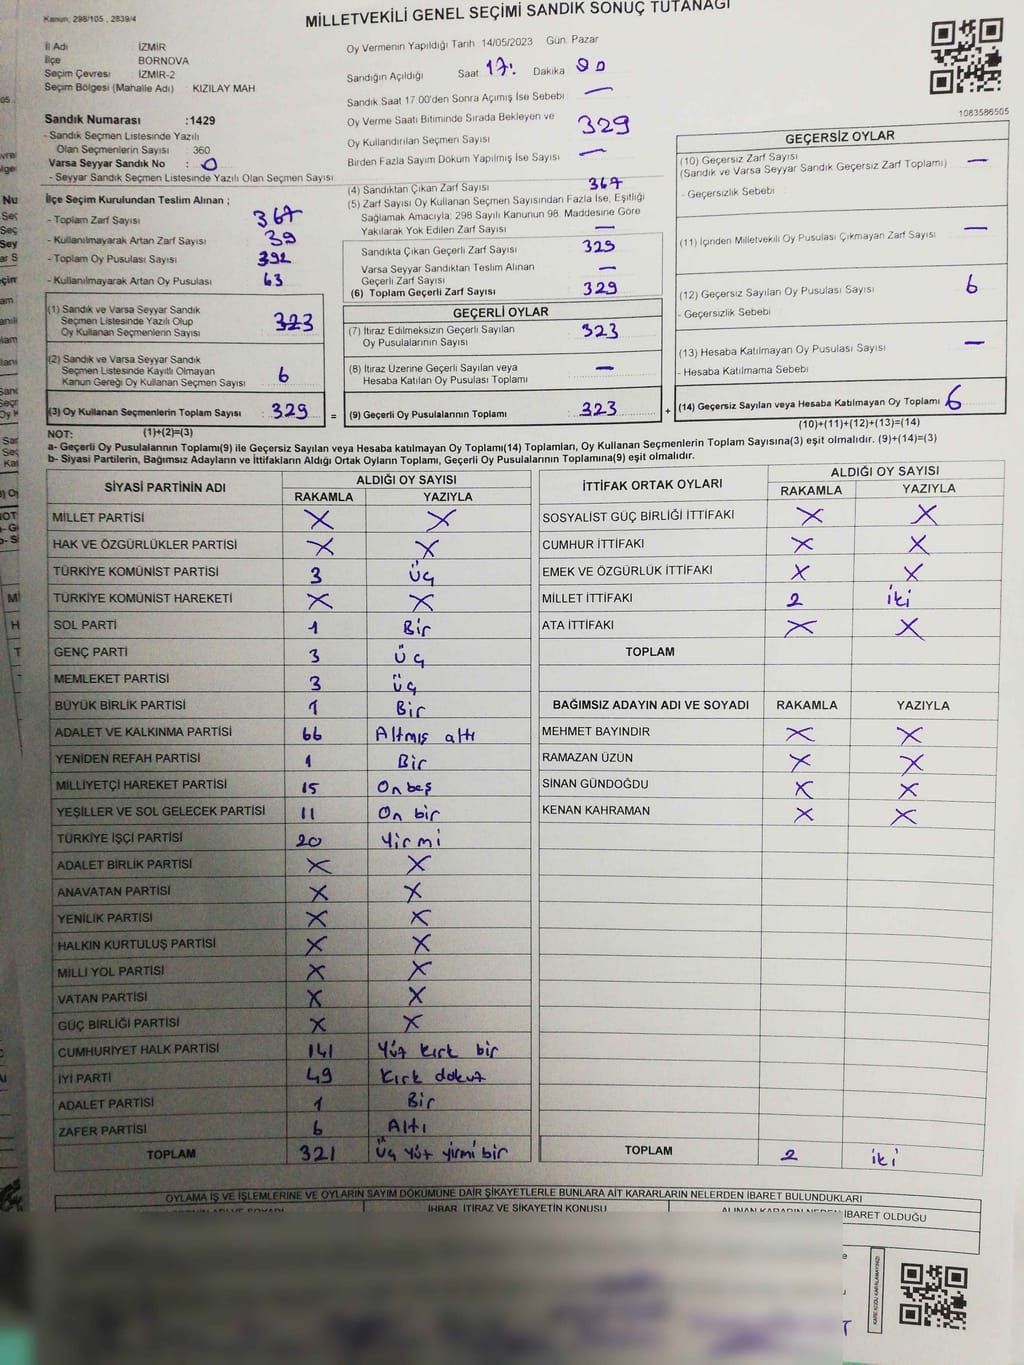 Kanun: 298/105 , 2839/4
MİLLETVEKİLİ GENEL SEÇİMİ SANDIK SONUÇ TUTANAĞI
İl Adı İZMİR
İlçe BORNOVA
Seçim Çevresi İZMİR-2
Seçim Bölgesi (Mahalle Adı) : KIZILAY MAH
Sandık Numarası :1429
- Sandık Seçmen Listesinde Yazılı
Olan Seçmenlerin Sayısı : 360
Varsa Seyyar Sandık No : 0
- Seyyar Sandık Seçmen Listesinde Yazılı Olan Seçmen Sayısı
Oy Vermenin Yapıldığı Tarih :14/05/2023 Gün: Pazar
Sandığın Açıldığı Saat 17: Dakika 00
Sandık Saat 17:00'den Sonra Açımış İse Sebebi —
Oy Verme Saati Bitiminde Sırada Bekleyen ve
Oy Kullandırılan Seçmen Sayısı 329
Birden Fazla Sayım Döküm Yapılmış İse Sayısı —
1083586505
İlçe Seçim Kurulundan Teslim Alınan ;
- Toplam Zarf Sayısı 367
- Kullanılmayarak Artan Zarf Sayısı 39
- Toplam Oy Pusulası Sayısı 392
- Kullanılmayarak Artan Oy Pusulası 63
(1) Sandık ve Varsa Seyyar Sandık
Seçmen Listesinde Yazılı Olup
Oy Kullanan Seçmenlerin Sayısı : 323
(2) Sandık ve Varsa Seyyar Sandık
Seçmen Listesinde Kayıtlı Olmayan
Kanun Gereği Oy Kullanan Seçmen Sayısı : 6
(3) Oy Kullanan Seçmenlerin Toplam Sayısı : 329
(4) Sandıktan Çıkan Zarf Sayısı 367
(5) Zarf Sayısı Oy Kullanan Seçmen Sayısından Fazla İse, Eşitliği
Sağlamak Amacıyla; 298 Sayılı Kanunun 98. Maddesine Göre
Yakılarak Yok Edilen Zarf Sayısı —
Sandıkta Çıkan Geçerli Zarf Sayısı 329
Varsa Seyyar Sandıktan Teslim Alınan
Geçerli Zarf Sayısı —
(6) Toplam Geçerli Zarf Sayısı 329
GEÇERLİ OYLAR
(7) İtiraz Edilmeksizin Geçerli Sayılan
Oy Pusulalarının Sayısı : 323
(8) İtiraz Üzerine Geçerli Sayılan veya
Hesaba Katılan Oy Pusulası Toplamı : —
= (9) Geçerli Oy Pusulalarının Toplamı : 323
GEÇERSİZ OYLAR
(10) Geçersiz Zarf Sayısı
(Sandık ve Varsa Seyyar Sandık Geçersiz Zarf Toplamı) —
- Geçersizlik Sebebi
(11) İçinden Milletvekili Oy Pusulası Çıkmayan Zarf Sayısı —
(12) Geçersiz Sayılan Oy Pusulası Sayısı 6
- Geçersizlik Sebebi
(13) Hesaba Katılmayan Oy Pusulası Sayısı —
- Hesaba Katılmama Sebebi
+ (14) Geçersiz Sayılan veya Hesaba Katılmayan Oy Toplamı : 6
NOT: (1)+(2)=(3)
(10)+(11)+(12)+(13)=(14)
a- Geçerli Oy Pusulalarının Toplamı(9) ile Geçersiz Sayılan veya Hesaba katılmayan Oy Toplamı(14) Toplamları, Oy Kullanan Seçmenlerin Toplam Sayısına(3) eşit olmalıdır. (9)+(14)=(3)
b- Siyasi Partilerin, Bağımsız Adayların ve İttifakların Aldığı Ortak Oyların Toplamı, Geçerli Oy Pusulalarının Toplamına(9) eşit olmalıdır.
SİYASİ PARTİNİN ADI ALDIĞI OY SAYISI
RAKAMLA YAZIYLA
MİLLET PARTİSİ X X
HAK VE ÖZGÜRLÜKLER PARTİSİ X X
TÜRKİYE KOMÜNİST PARTİSİ 3 Üç
TÜRKİYE KOMÜNİST HAREKETİ X X
SOL PARTİ 1 Bir
GENÇ PARTİ 3 Üç
MEMLEKET PARTİSİ 3 Üç
BÜYÜK BİRLİK PARTİSİ 1 Bir
ADALET VE KALKINMA PARTİSİ 66 Altmış altı
YENİDEN REFAH PARTİSİ 1 Bir
MİLLİYETÇİ HAREKET PARTİSİ 15 On beş
YEŞİLLER VE SOL GELECEK PARTİSİ 11 On bir
TÜRKİYE İŞÇİ PARTİSİ 20 Yirmi
ADALET BİRLİK PARTİSİ X X
ANAVATAN PARTİSİ X X
YENİLİK PARTİSİ X X
HALKIN KURTULUŞ PARTİSİ X X
MİLLİ YOL PARTİSİ X X
VATAN PARTİSİ X X
GÜÇ BİRLİĞİ PARTİSİ X X
CUMHURİYET HALK PARTİSİ 141 Yüz kırk bir
İYİ PARTİ 49 Kırk dokuz
ADALET PARTİSİ 1 Bir
ZAFER PARTİSİ 6 Altı
TOPLAM 321 Üç yüz yirmi bir
İTTİFAK ORTAK OYLARI ALDIĞI OY SAYISI
RAKAMLA YAZIYLA
SOSYALİST GÜÇ BİRLİĞİ İTTİFAKI X X
CUMHUR İTTİFAKI X X
EMEK VE ÖZGÜRLÜK İTTİFAKI X X
MİLLET İTTİFAKI 2 iki
ATA İTTİFAKI X X
TOPLAM
BAĞIMSIZ ADAYIN ADI VE SOYADI RAKAMLA YAZIYLA
MEHMET BAYINDIR X X
RAMAZAN ÜZÜN X X
SİNAN GÜNDOĞDU X X
KENAN KAHRAMAN X X
TOPLAM 2 iki
OYLAMA İŞ VE İŞLEMLERİNE VE OYLARIN SAYIM DÖKÜMÜNE DAİR ŞİKAYETLERLE BUNLARA AİT KARARLARIN NELERDEN İBARET BULUNDUKLARI
İHBAR, İTİRAZ VE ŞİKAYETİN KONUSU
ALINAN KARARIN NEDEN İBARET OLDUĞU